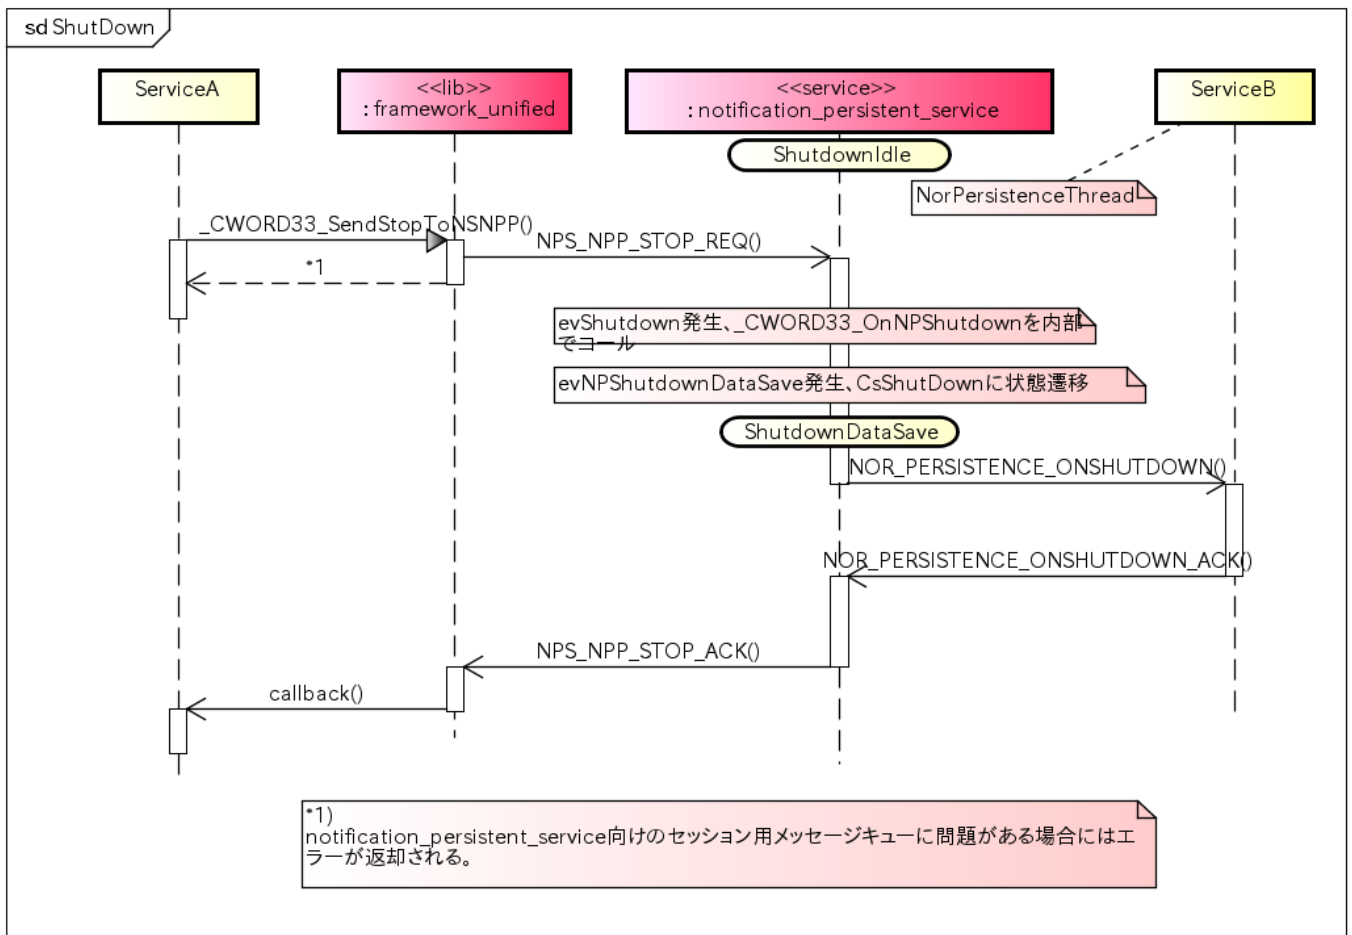 sd ShutDown
ServiceA
<<lib>>
: framework_unified
<<service>>
: notification_persistent_service
ServiceB
ShutdownIdle
NorPersistenceThread
_CWORD33_SendStopToNSNPP()
NPS_NPP_STOP_REQ()
*1
evShutdown発生、_CWORD33_OnNPShutdownを内部
でコール
evNPShutdownDataSave発生、CsShutDownに状態遷移
ShutdownDataSave
NOR_PERSISTENCE_ONSHUTDOWN()
NOR_PERSISTENCE_ONSHUTDOWN_ACK()
NPS_NPP_STOP_ACK()
callback()
*1)
notification_persistent_service向けのセッション用メッセージキューに問題がある場合にはエ
ラーが返却される。